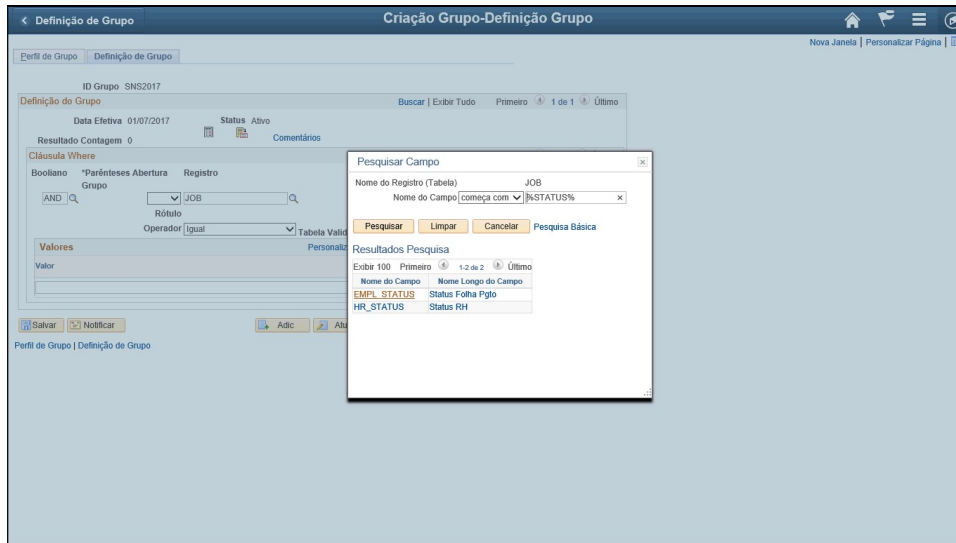 Definição de Grupo
Criação Grupo-Definição Grupo
Nova Janela | Personalizar Página |
Perfil de Grupo
Definição de Grupo
ID Grupo SNS2017
Definição do Grupo
Buscar | Exibir Tudo Primeiro 1 de 1 Último
Data Efetiva 01/07/2017 Status Ativo
Resultado Contagem 0 Comentários
Cláusula Where
Booliano *Parênteses Abertura Registro
Grupo
AND JOB
Rótulo
Operador Igual Tabela Valid
Valores Personaliz
Valor
Salvar Notificar Adic Atu
Perfil de Grupo | Definição de Grupo
Pesquisar Campo
Nome do Registro (Tabela) JOB
Nome do Campo começa com %STATUS%
Pesquisar Limpar Cancelar Pesquisa Básica
Resultados Pesquisa
Exibir 100 Primeiro 1-2 de 2 Último
Nome do Campo Nome Longo do Campo
EMPL_STATUS Status Folha Pgto
HR_STATUS Status RH